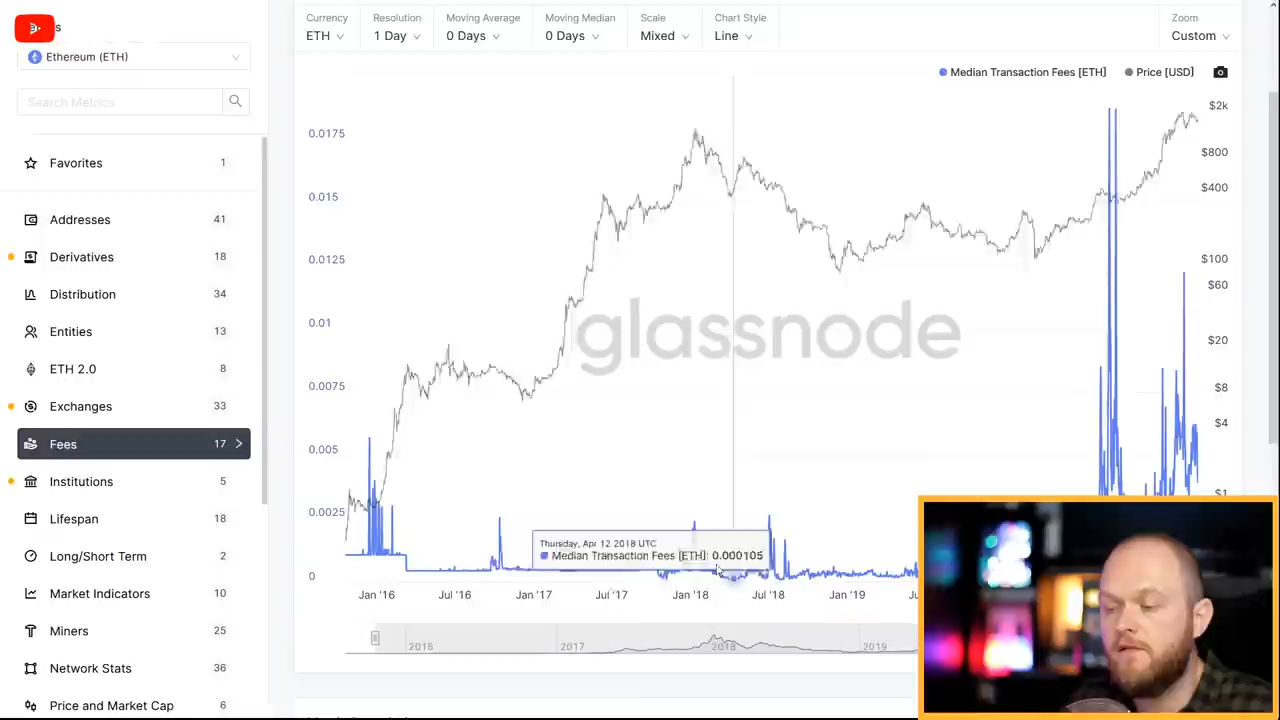 s
Ethereum (ETH)
Search Metrics
Favorites 1
Addresses 41
Derivatives 18
Distribution 34
Entities 13
ETH 2.0 8
Exchanges 33
Fees 17
Institutions 5
Lifespan 18
Long/Short Term 2
Market Indicators 10
Miners 25
Network Stats 36
Price and Market Cap 6
Currency Resolution Moving Average Moving Median Scale Chart Style Zoom
ETH 1 Day 0 Days 0 Days Mixed Line Custom
Median Transaction Fees [ETH] Price [USD]
0.0175
0.015
0.0125
0.01
0.0075
0.005
0.0025
0
$2k
$800
$400
$100
$60
$20
$8
$4
$1
glassnode
Thursday, Apr 12 2018 UTC
Median Transaction Fees [ETH]: 0.000105
Jan '16 Jul '16 Jan '17 Jul '17 Jan '18 Jul '18 Jan '19
2016 2017 2018 2019